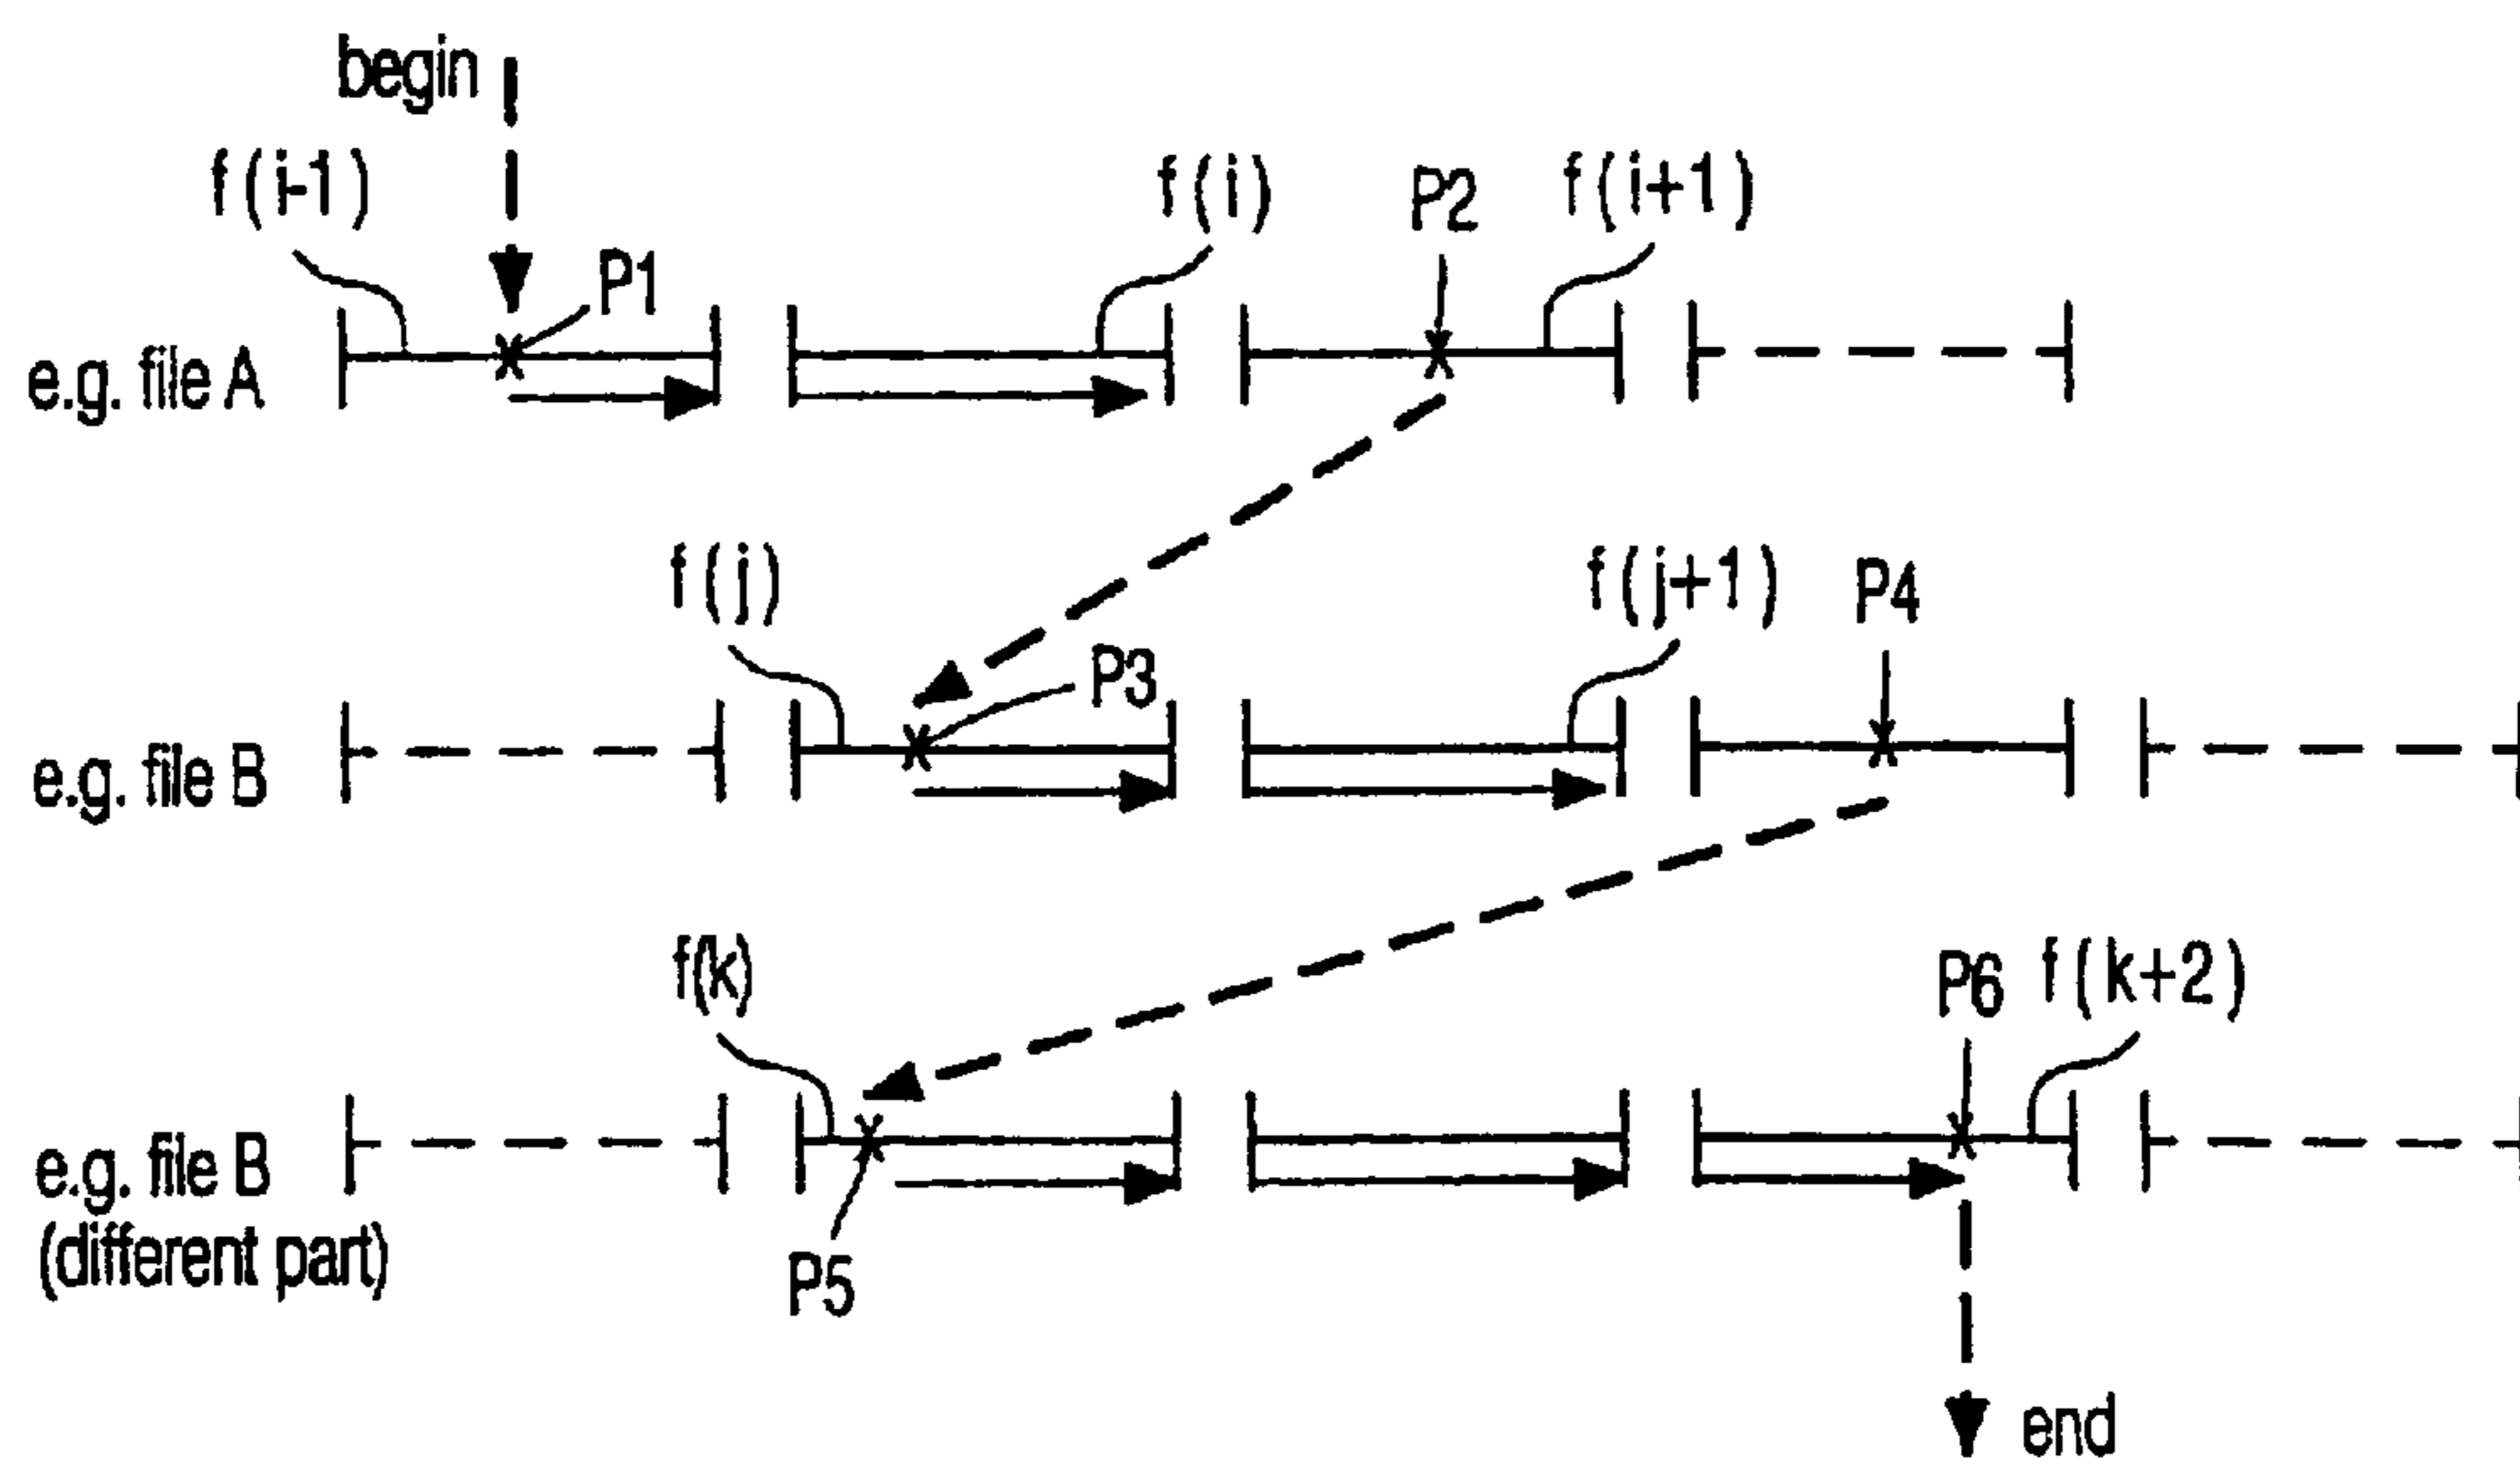 begin
f(i-1)
P1
f(i)
P2
f(i+1)
e.g. file A
f(j)
P3
f(j+1)
P4
e.g. file B
f(k)
P6
f(k+2)
e.g. file B
(different part)
P5
end